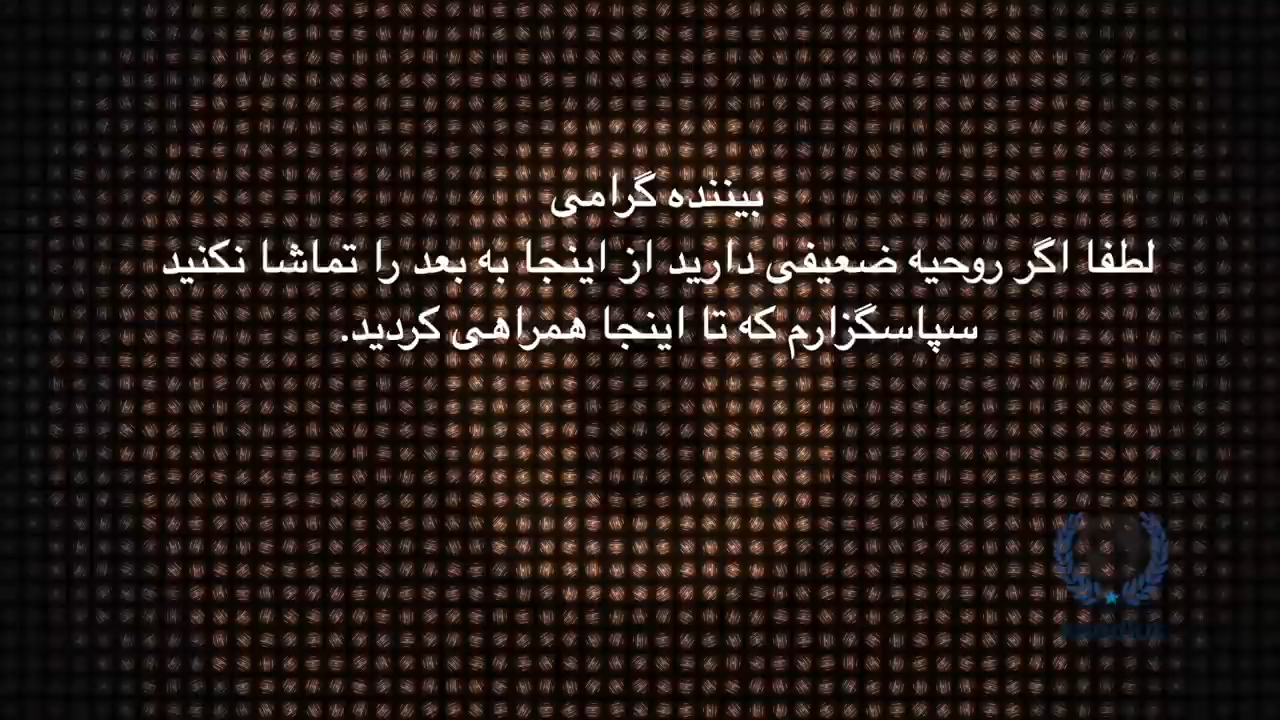 بیننده گرامی
لطفا اگر روحیه ضعیفی دارید از اینجا به بعد را تماشا نکنید
سپاسگزارم که تا اینجا همراهی کردید.